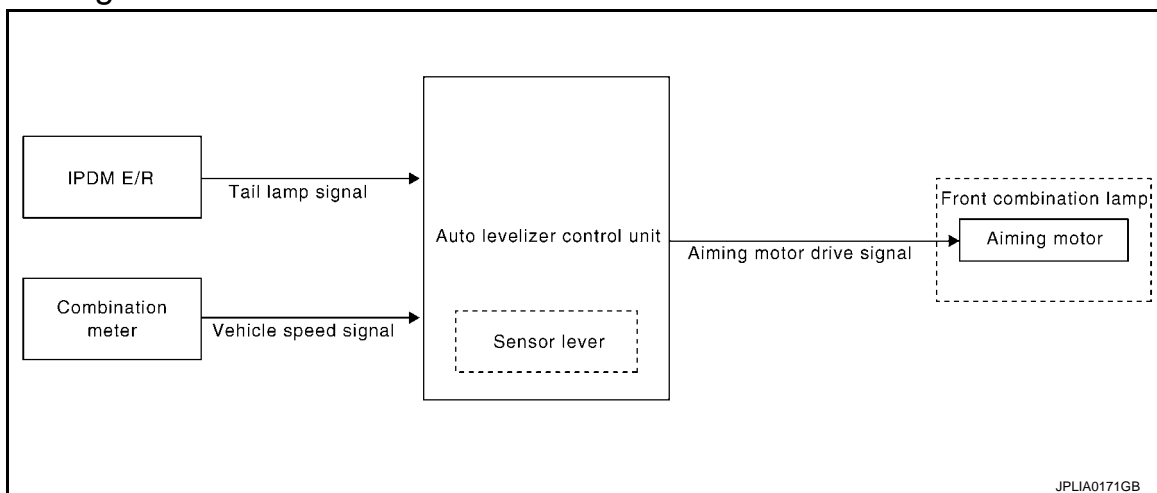 IPDM E/R
Tail lamp signal
Combination
meter
Vehicle speed signal
Auto levelizer control unit
Sensor lever
Aiming motor drive signal
Front combination lamp
Aiming motor
JPLIA0171GB